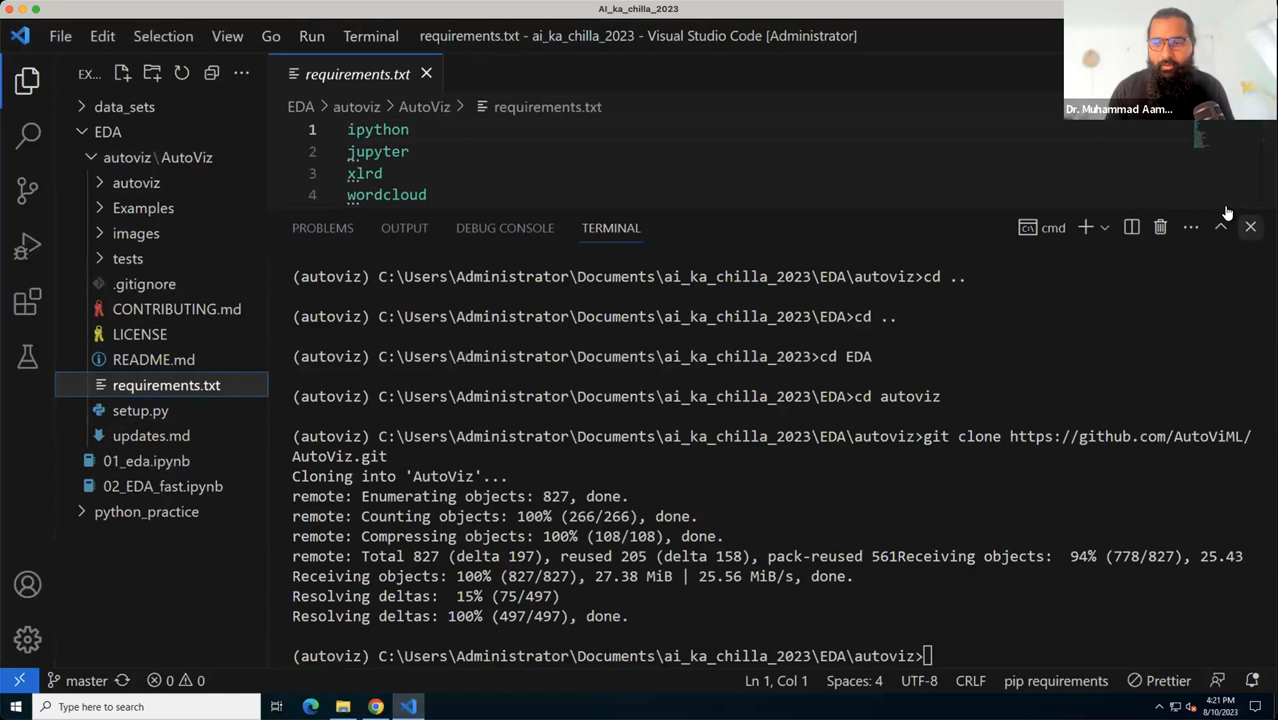 AI_ka_chilla_2023
File Edit Selection View Go Run Terminal requirements.txt - ai_ka_chilla_2023 - Visual Studio Code [Administrator]
Dr. Muhammad Aam...
EX...
requirements.txt
data_sets
EDA
autoviz\AutoViz
autoviz
Examples
images
tests
.gitignore
CONTRIBUTING.md
LICENSE
README.md
requirements.txt
setup.py
updates.md
01_eda.ipynb
02_EDA_fast.ipynb
python_practice
EDA > autoviz > AutoViz > requirements.txt
1 ipython
2 jupyter
3 xlrd
4 wordcloud
PROBLEMS OUTPUT DEBUG CONSOLE TERMINAL cmd
(autoviz) C:\Users\Administrator\Documents\ai_ka_chilla_2023\EDA\autoviz>cd ..
(autoviz) C:\Users\Administrator\Documents\ai_ka_chilla_2023\EDA>cd ..
(autoviz) C:\Users\Administrator\Documents\ai_ka_chilla_2023>cd EDA
(autoviz) C:\Users\Administrator\Documents\ai_ka_chilla_2023\EDA>cd autoviz
(autoviz) C:\Users\Administrator\Documents\ai_ka_chilla_2023\EDA\autoviz>git clone https://github.com/AutoViML/
AutoViz.git
Cloning into 'AutoViz'...
remote: Enumerating objects: 827, done.
remote: Counting objects: 100% (266/266), done.
remote: Compressing objects: 100% (108/108), done.
remote: Total 827 (delta 197), reused 205 (delta 158), pack-reused 561Receiving objects:  94% (778/827), 25.43
Receiving objects: 100% (827/827), 27.38 MiB | 25.56 MiB/s, done.
Resolving deltas:  15% (75/497)
Resolving deltas: 100% (497/497), done.
(autoviz) C:\Users\Administrator\Documents\ai_ka_chilla_2023\EDA\autoviz>
master 0 0 Ln 1, Col 1 Spaces: 4 UTF-8 CRLF pip requirements Prettier
Type here to search
4:21 PM
8/10/2023